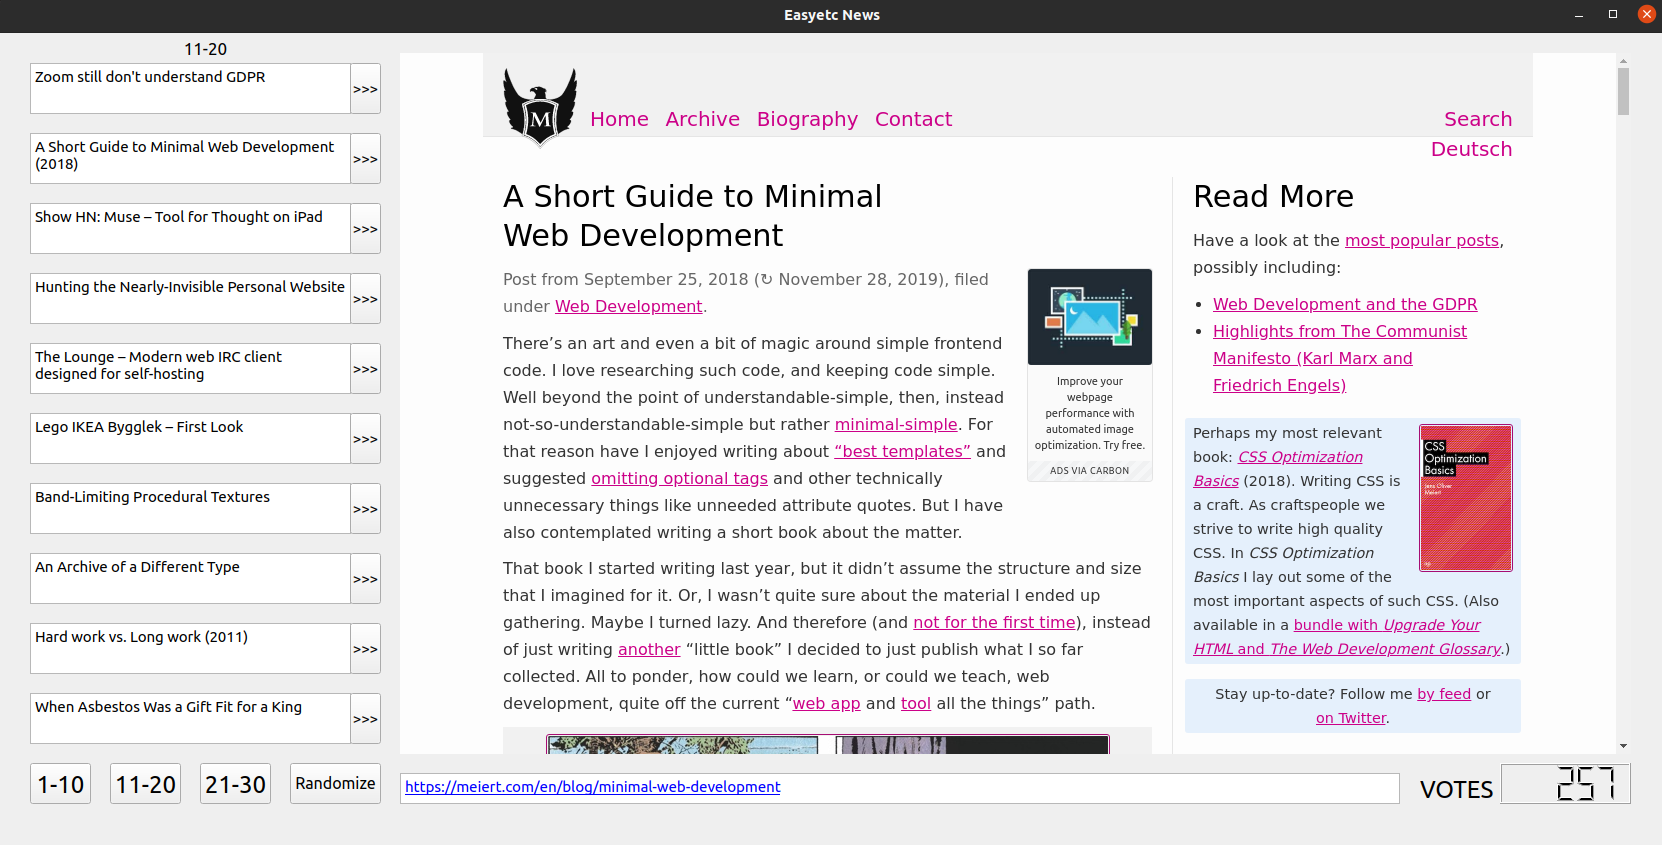 Easyetc News
11-20
Zoom still don't understand GDPR
>>>
A Short Guide to Minimal Web Development
(2018)
>>>
Show HN: Muse – Tool for Thought on iPad
>>>
Hunting the Nearly-Invisible Personal Website
>>>
The Lounge – Modern web IRC client
designed for self-hosting
>>>
Lego IKEA Bygglek – First Look
>>>
Band-Limiting Procedural Textures
>>>
An Archive of a Different Type
>>>
Hard work vs. Long work (2011)
>>>
When Asbestos Was a Gift Fit for a King
>>>
1-10 11-20 21-30 Randomize
M
Home Archive Biography Contact Search
Deutsch
A Short Guide to Minimal
Web Development
Post from September 25, 2018 (↻ November 28, 2019), filed
under Web Development.
There’s an art and even a bit of magic around simple frontend
code. I love researching such code, and keeping code simple.
Well beyond the point of understandable-simple, then, instead
not-so-understandable-simple but rather minimal-simple. For
that reason have I enjoyed writing about “best templates” and
suggested omitting optional tags and other technically
unnecessary things like unneeded attribute quotes. But I have
also contemplated writing a short book about the matter.
Improve your
webpage
performance with
automated image
optimization. Try free.
ADS VIA CARBON
That book I started writing last year, but it didn’t assume the structure and size
that I imagined for it. Or, I wasn’t quite sure about the material I ended up
gathering. Maybe I turned lazy. And therefore (and not for the first time), instead
of just writing another “little book” I decided to just publish what I so far
collected. All to ponder, how could we learn, or could we teach, web
development, quite off the current “web app and tool all the things” path.
Read More
Have a look at the most popular posts,
possibly including:
• Web Development and the GDPR
• Highlights from The Communist
Manifesto (Karl Marx and
Friedrich Engels)
Perhaps my most relevant
book: CSS Optimization
Basics (2018). Writing CSS is
a craft. As craftspeople we
strive to write high quality
CSS. In CSS Optimization
Basics I lay out some of the
most important aspects of such CSS. (Also
available in a bundle with Upgrade Your
HTML and The Web Development Glossary.)
CSS
Optimization
Basics
Jens Oliver
Meiert
Stay up-to-date? Follow me by feed or
on Twitter.
https://meiert.com/en/blog/minimal-web-development
VOTES 257